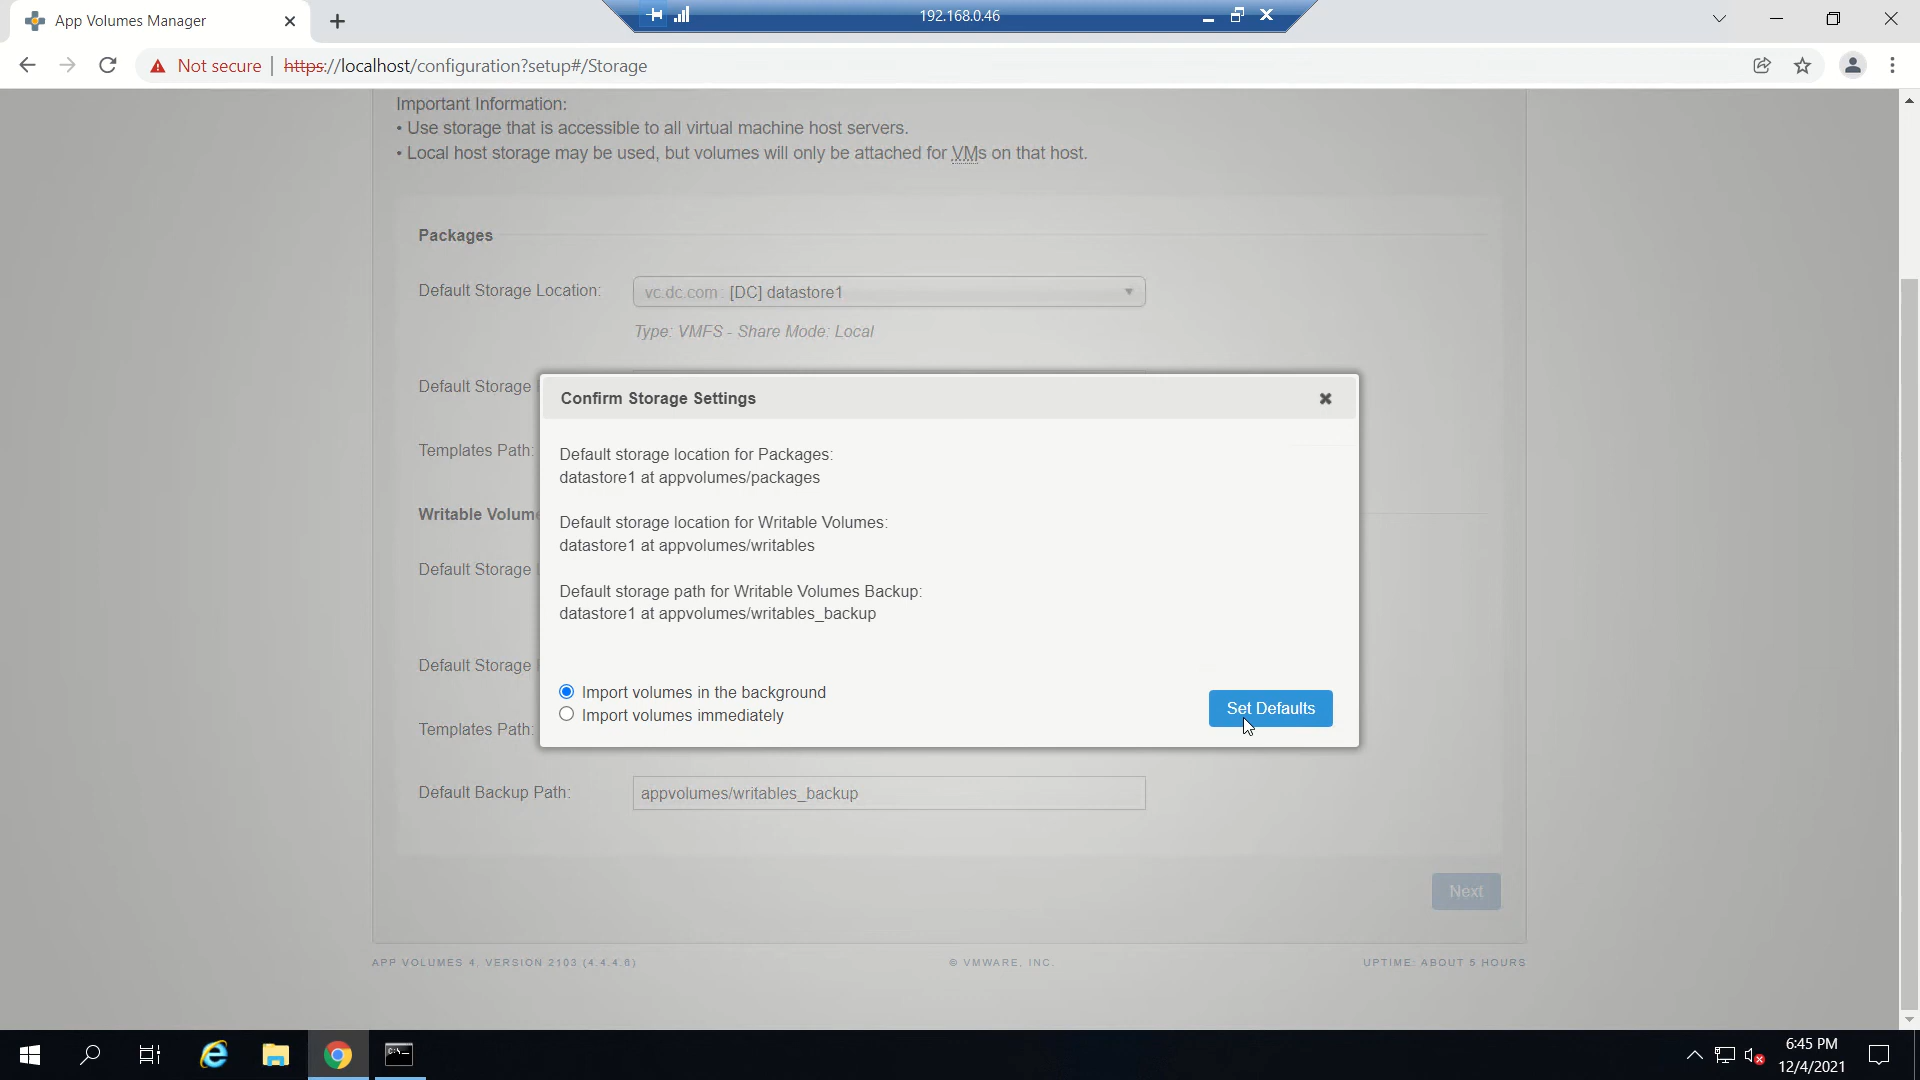 App Volumes Manager
192.168.0.46
Not secure
https://localhost/configuration?setup#/Storage
Important Information:
• Use storage that is accessible to all virtual machine host servers.
• Local host storage may be used, but volumes will only be attached for VMs on that host.
Packages
Default Storage Location:
vc.dc.com : [DC] datastore1
Type: VMFS - Share Mode: Local
Default Storage
Confirm Storage Settings
Default storage location for Packages:
datastore1 at appvolumes/packages
Templates Path:
Writable Volume
Default storage location for Writable Volumes:
datastore1 at appvolumes/writables
Default Storage
Default storage path for Writable Volumes Backup:
datastore1 at appvolumes/writables_backup
Default Storage
Import volumes in the background
Import volumes immediately
Set Defaults
Templates Path:
Default Backup Path:
appvolumes/writables_backup
Next
APP VOLUMES 4, VERSION 2103 (4.4.4.6)
© VMWARE, INC.
UPTIME: ABOUT 5 HOURS
6:45 PM
12/4/2021